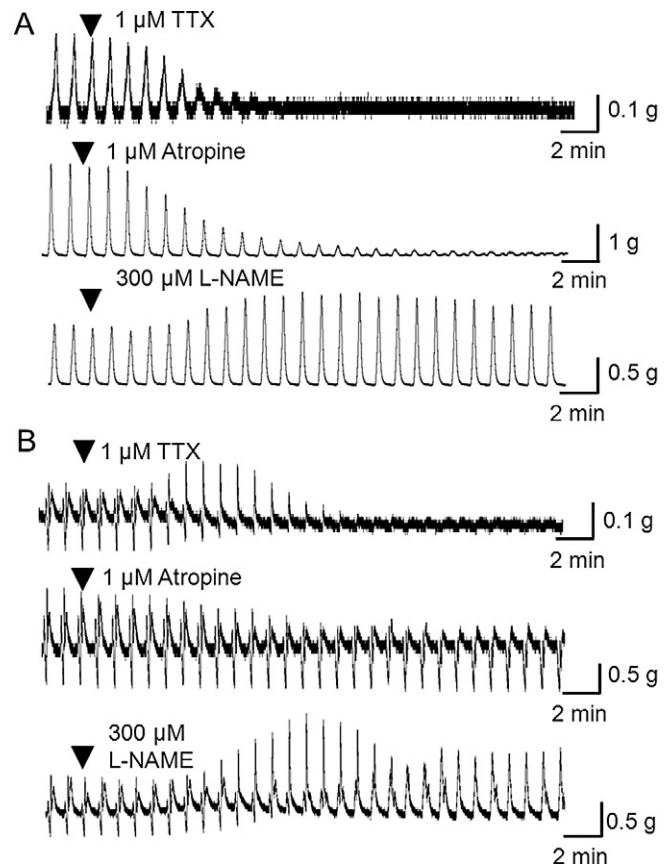 A
1 µM TTX
0.1 g
2 min
1 µM Atropine
1 g
2 min
300 µM L-NAME
0.5 g
2 min
B
1 µM TTX
0.1 g
2 min
1 µM Atropine
0.5 g
2 min
300 µM
L-NAME
0.5 g
2 min